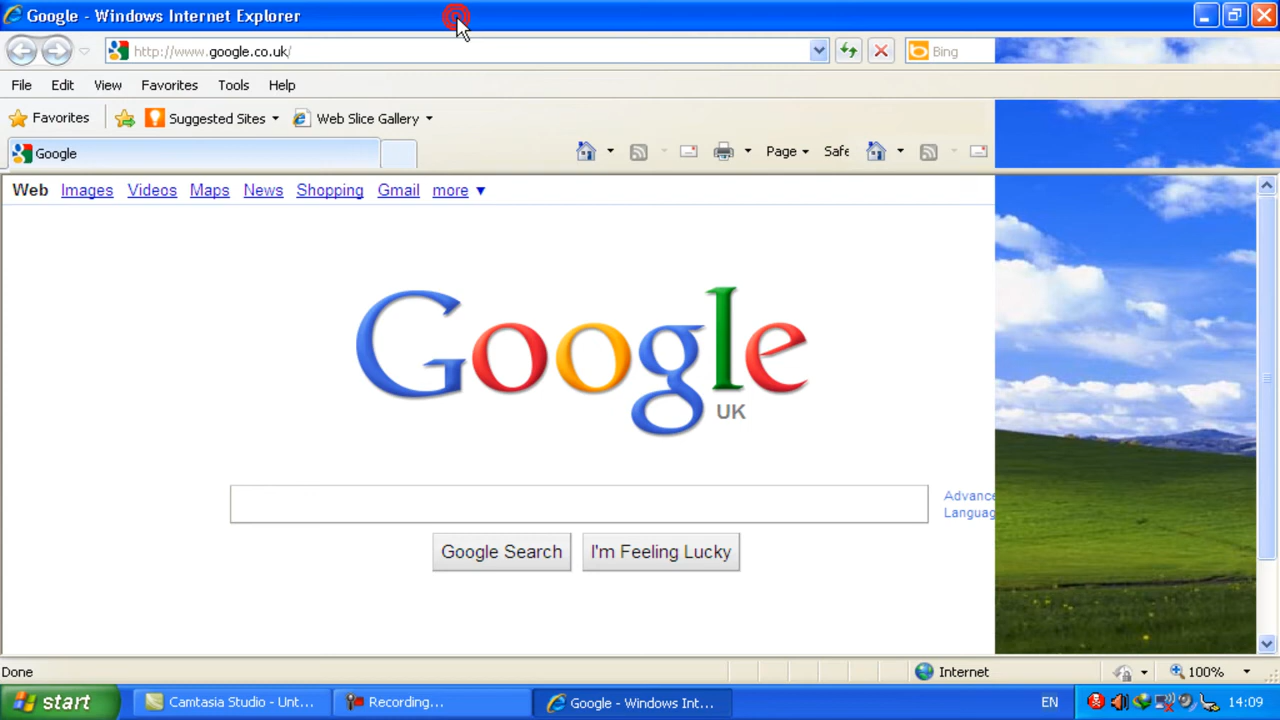 Google - Windows Internet Explorer
http://www.google.co.uk/
Bing
File Edit View Favorites Tools Help
Favorites Suggested Sites Web Slice Gallery
Google
Page Safe
Web Images Videos Maps News Shopping Gmail more ▼
Google
UK
Advance
Languag
Google Search I'm Feeling Lucky
Done
Internet
100%
start
Camtasia Studio - Unt...
Recording...
Google - Windows Int...
EN
14:09